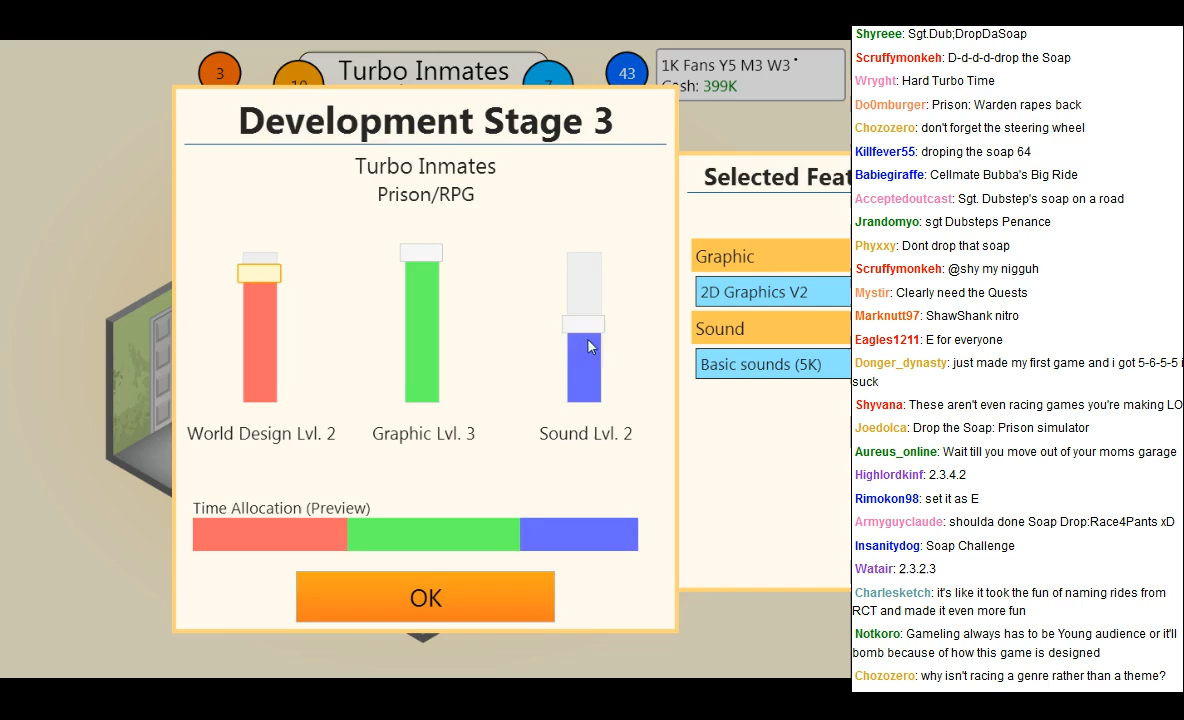 3
10
Turbo Inmates
7
43
1K Fans Y5 M3 W3
Cash: 399K
Development Stage 3
Turbo Inmates
Prison/RPG
World Design Lvl. 2
Graphic Lvl. 3
Sound Lvl. 2
Time Allocation (Preview)
OK
Selected Feat
Graphic
2D Graphics V2
Sound
Basic sounds (5K)
Shyreee: Sgt.Dub;DropDaSoap
Scruffymonkeh: D-d-d-d-drop the Soap
Wryght: Hard Turbo Time
Do0mburger: Prison: Warden rapes back
Chozozero: don't forget the steering wheel
Killfever55: droping the soap 64
Babiegiraffe: Cellmate Bubba's Big Ride
Acceptedoutcast: Sgt. Dubstep's soap on a road
Jrandomyo: sgt Dubsteps Penance
Phyxxy: Dont drop that soap
Scruffymonkeh: @shy my nigguh
Mystir: Clearly need the Quests
Marknutt97: ShawShank nitro
Eagles1211: E for everyone
Donger_dynasty: just made my first game and i got 5-6-5-5 i
suck
Shyvana: These aren't even racing games you're making LO
Joedolca: Drop the Soap: Prison simulator
Aureus_online: Wait till you move out of your moms garage
Highlordkinf: 2.3.4.2
Rimokon98: set it as E
Armyguyclaude: shoulda done Soap Drop:Race4Pants xD
Insanitydog: Soap Challenge
Watair: 2.3.2.3
Charlesketch: it's like it took the fun of naming rides from
RCT and made it even more fun
Notkoro: Gameling always has to be Young audience or it'll
bomb because of how this game is designed
Chozozero: why isn't racing a genre rather than a theme?